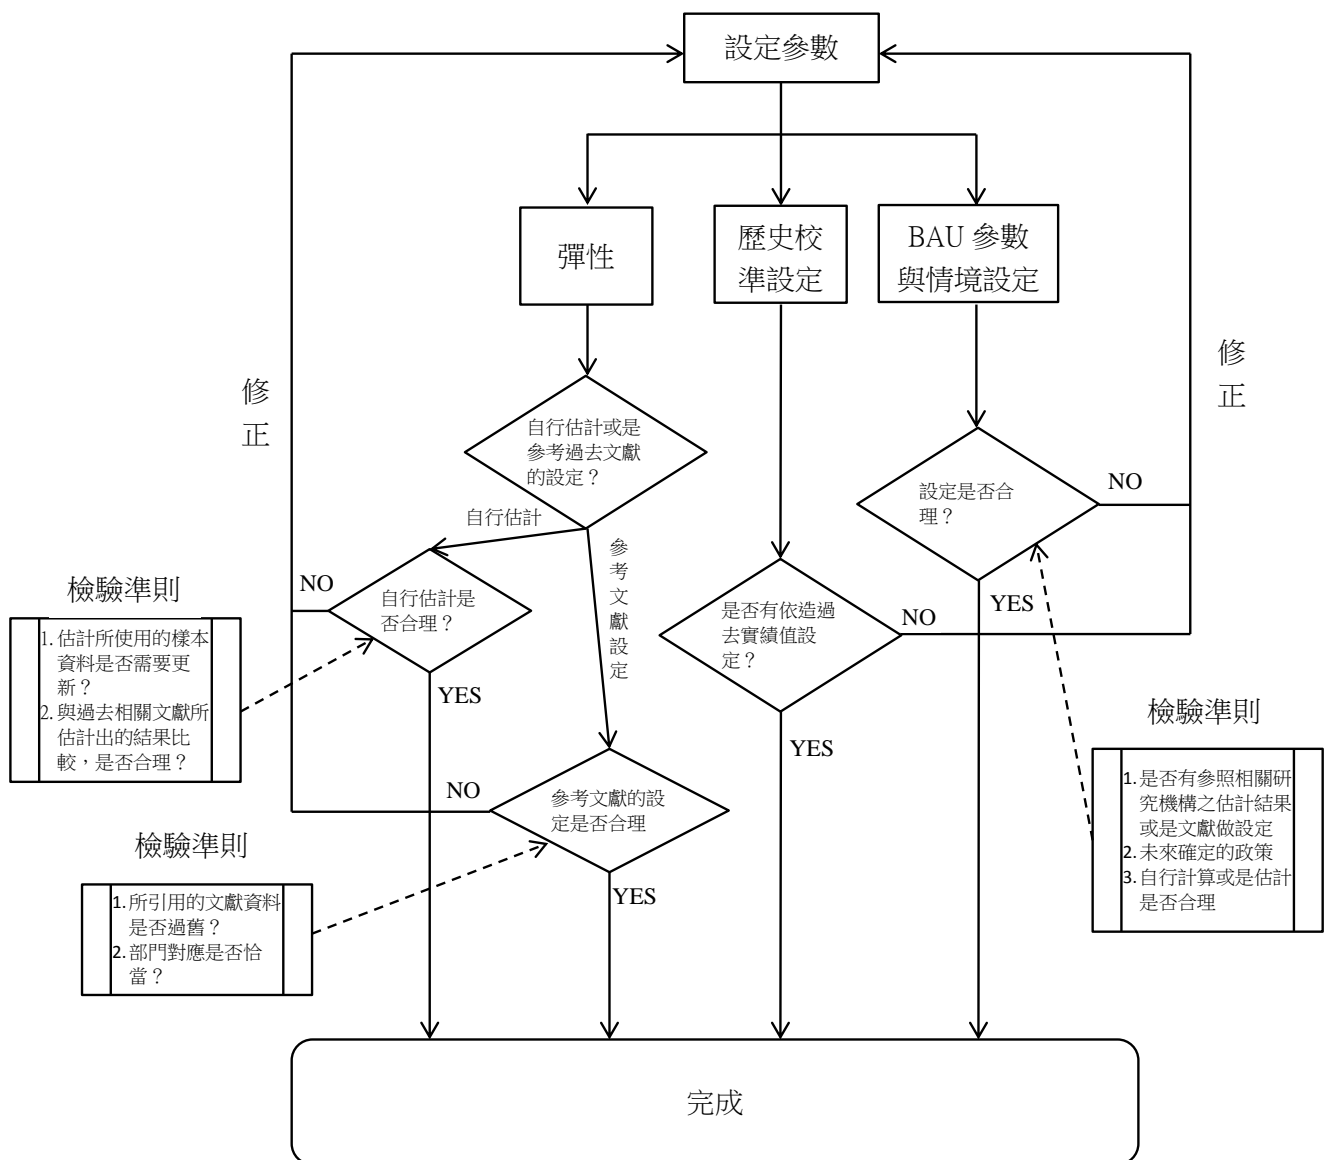 設定參數
彈性
歷史校
準設定
BAU 參數
與情境設定
修
正
修
正
自行估計或是
參考過去文獻
的設定？
設定是否合
理？
NO
自行估計
參
考
文
獻
設
定
檢驗準則
NO
自行估計是
否合理？
YES
是否有依造過
去實績值設
定？
NO
YES
1. 估計所使用的樣本
資料是否需要更
新？
2. 與過去相關文獻所
估計出的結果比
較，是否合理？
YES
檢驗準則
NO
參考文獻的設
定是否合理
1. 是否有參照相關研
究機構之估計結果
或是文獻做設定
2. 未來確定的政策
3. 自行計算或是估計
是否合理
檢驗準則
YES
1. 所引用的文獻資料
是否過舊？
2. 部門對應是否恰
當？
完成